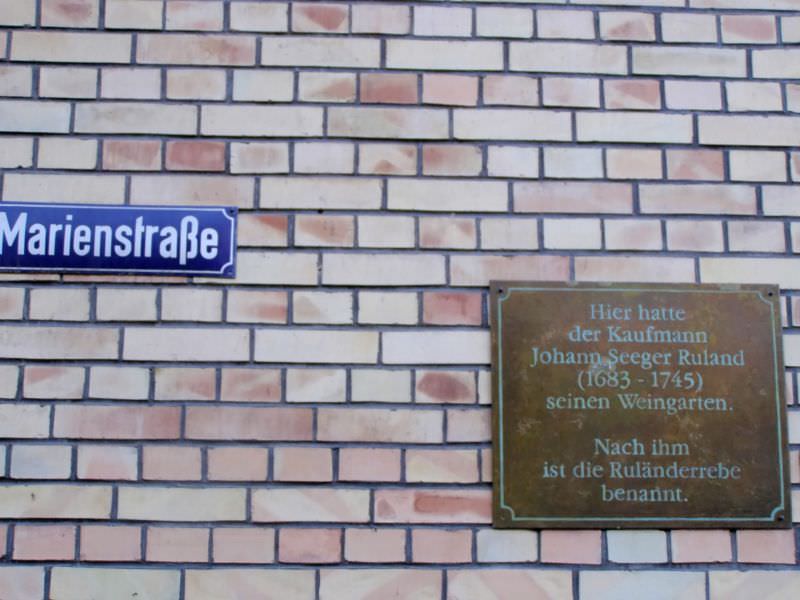 Marienstraße
Hier hatte
der Kaufmann
Johann Seeger Ruland
(1683 - 1745)
seinen Weingarten.
Nach ihm
ist die Ruländerrebe
benannt.